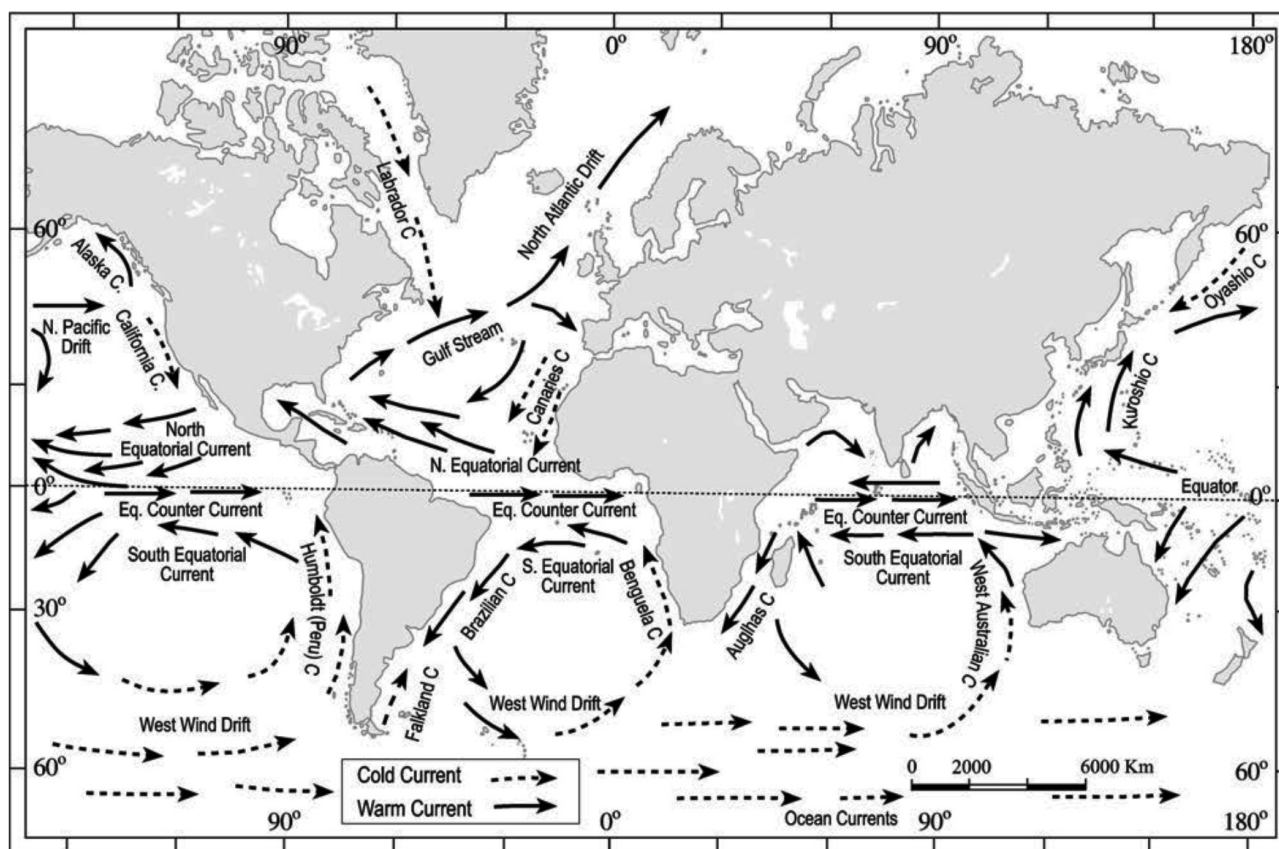 90º
0º
90º
180º
Labrador C
North Atlantic Drift
60º
60º
Alaska C.
Oyashio C
N. Pacific
Drift
California C.
Gulf Stream
Canaries C
Kuroshio C
North
Equatorial Current
N. Equatorial Current
0º
Equator
0º
Eq. Counter Current
Eq. Counter Current
Eq. Counter Current
South Equatorial
Current
Humboldt (Peru) C
S. Equatorial
Current
Brazilian C
Benguela C
South Equatorial
Current
Auglhas C
West Australian C
30º
30º
Falkland C
West Wind Drift
West Wind Drift
West Wind Drift
60º
60º
Cold Current
Warm Current
0 2000 6000 Km
Ocean Currents
90º
0º
90º
180º